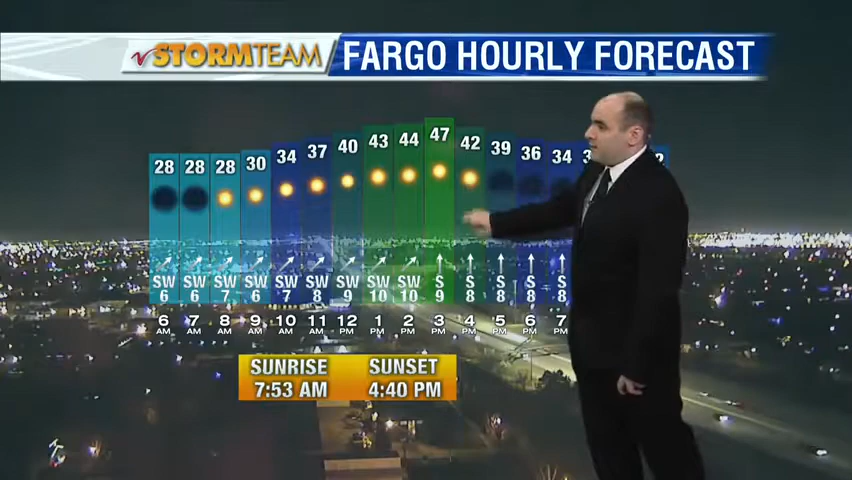 STORMTEAM
FARGO HOURLY FORECAST
28 28 28 30 34 37 40 43 44 47 42 39 36 34
SW SW SW SW SW SW SW SW SW S S S S S
6 6 7 6 7 8 9 10 10 9 8 8 8 8
6 7 8 9 10 11 12 1 2 3 4 5 6 7
AM AM AM AM AM AM PM PM PM PM PM PM PM PM
SUNRISE SUNSET
7:53 AM 4:40 PM